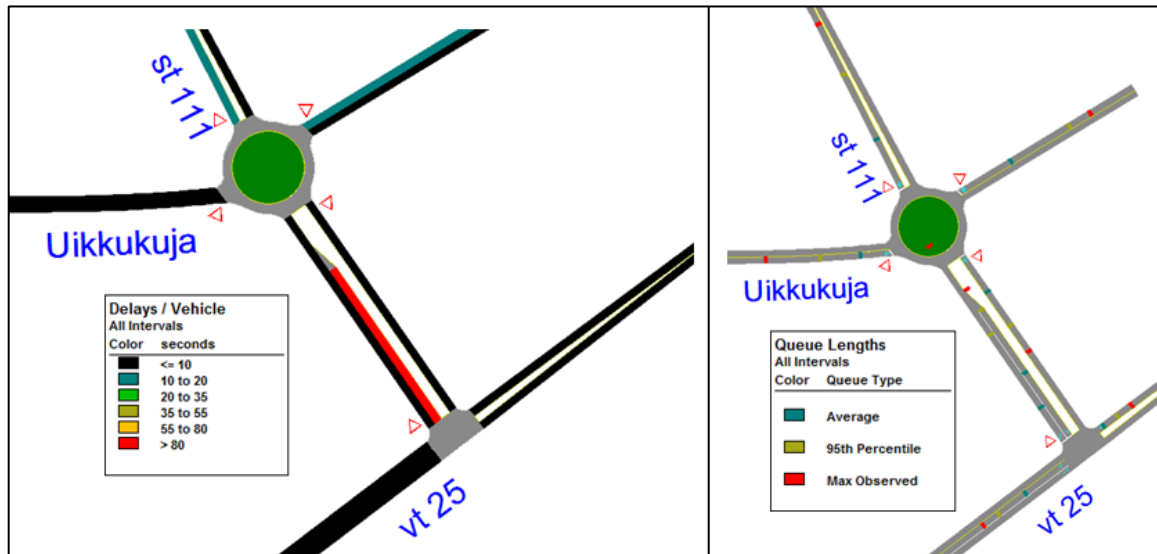 st 111
Uikkukuja
Delays / Vehicle
All Intervals
Color seconds
<= 10
10 to 20
20 to 35
35 to 55
55 to 80
> 80
vt 25
st 111
Uikkukuja
Queue Lengths
All Intervals
Color Queue Type
Average
95th Percentile
Max Observed
vt 25